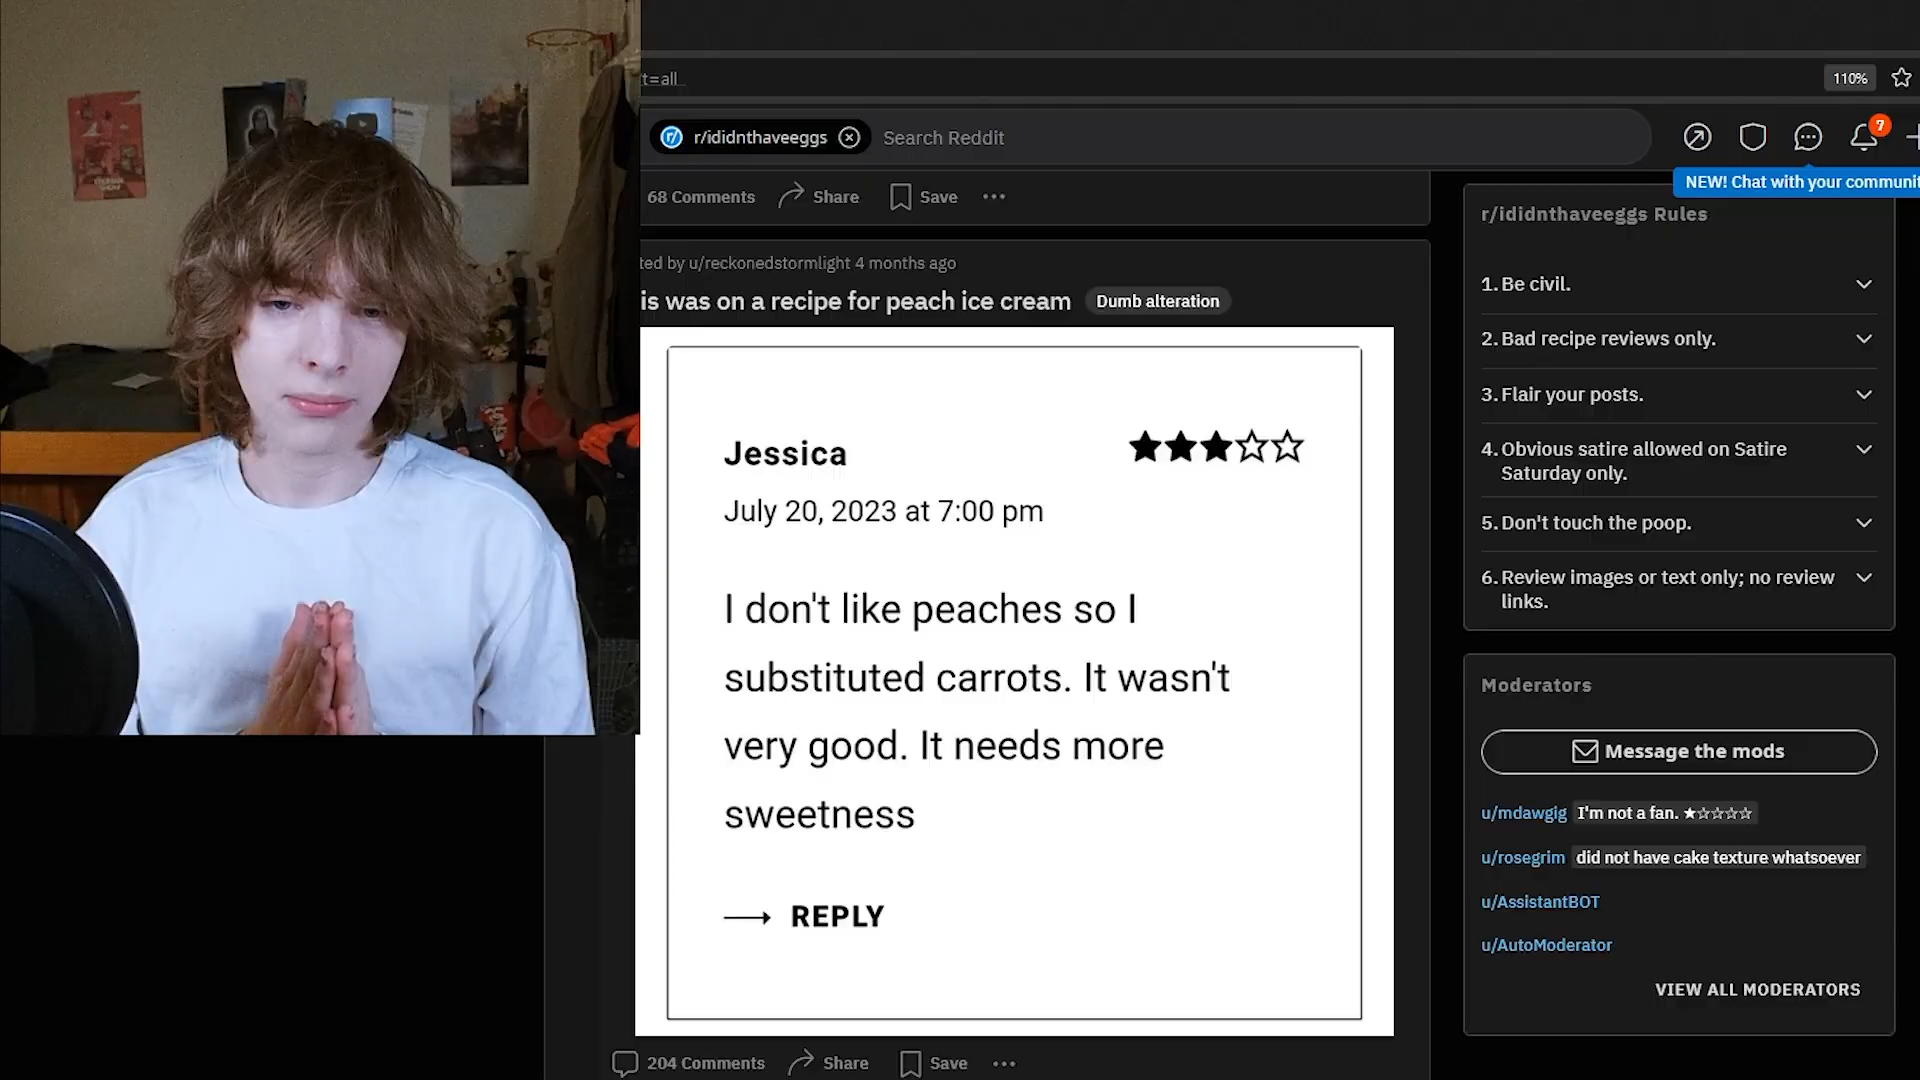 t=all
110%
r/ididnthaveeggs
Search Reddit
7
NEW! Chat with your communit
68 Comments
Share
Save
ted by u/reckonedstormlight 4 months ago
is was on a recipe for peach ice cream
Dumb alteration
Jessica
July 20, 2023 at 7:00 pm
I don't like peaches so I
substituted carrots. It wasn't
very good. It needs more
sweetness
REPLY
204 Comments
Share
Save
r/ididnthaveeggs Rules
1. Be civil.
2. Bad recipe reviews only.
3. Flair your posts.
4. Obvious satire allowed on Satire
Saturday only.
5. Don't touch the poop.
6. Review images or text only; no review
links.
Moderators
Message the mods
u/mdawgig I'm not a fan. ★☆☆☆☆
u/rosegrim did not have cake texture whatsoever
u/AssistantBOT
u/AutoModerator
VIEW ALL MODERATORS